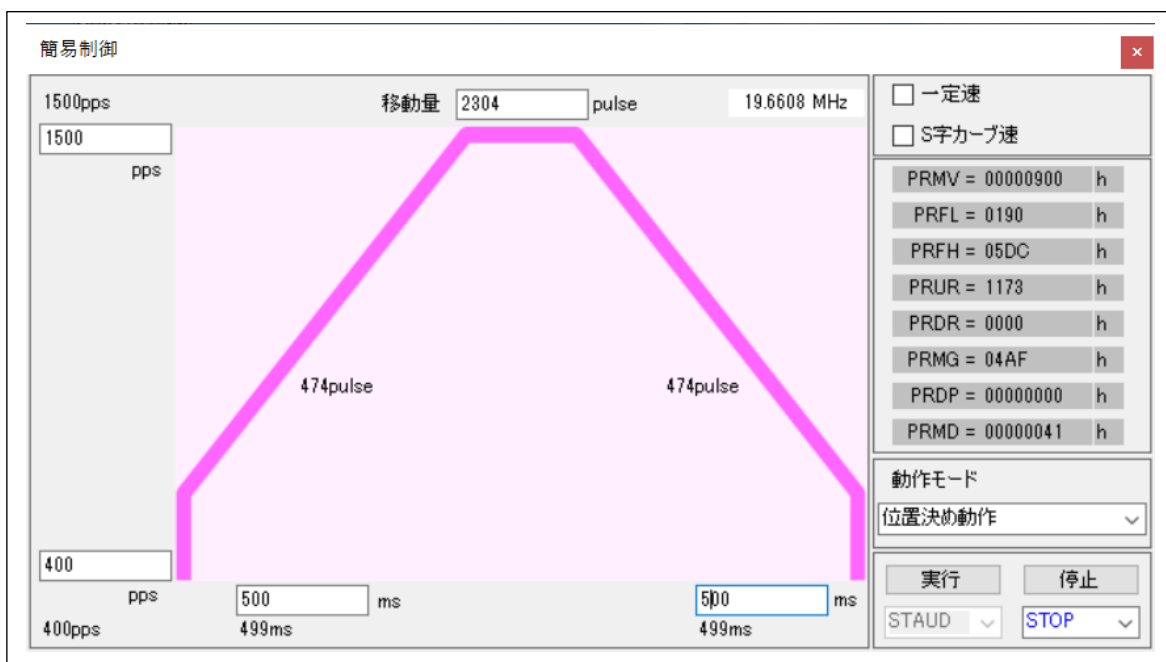 簡易制御
×
1500pps
移動量 2304 pulse
19.6608 MHz
1500
pps
474pulse
474pulse
400
pps
400pps
500 ms
499ms
500 ms
499ms
一定速
S字カーブ速
PRMV = 00000900 h
PRFL = 0190 h
PRFH = 05DC h
PRUR = 1173 h
PRDR = 0000 h
PRMG = 04AF h
PRDP = 00000000 h
PRMD = 00000041 h
動作モード
位置決め動作
実行 停止
STAUD STOP